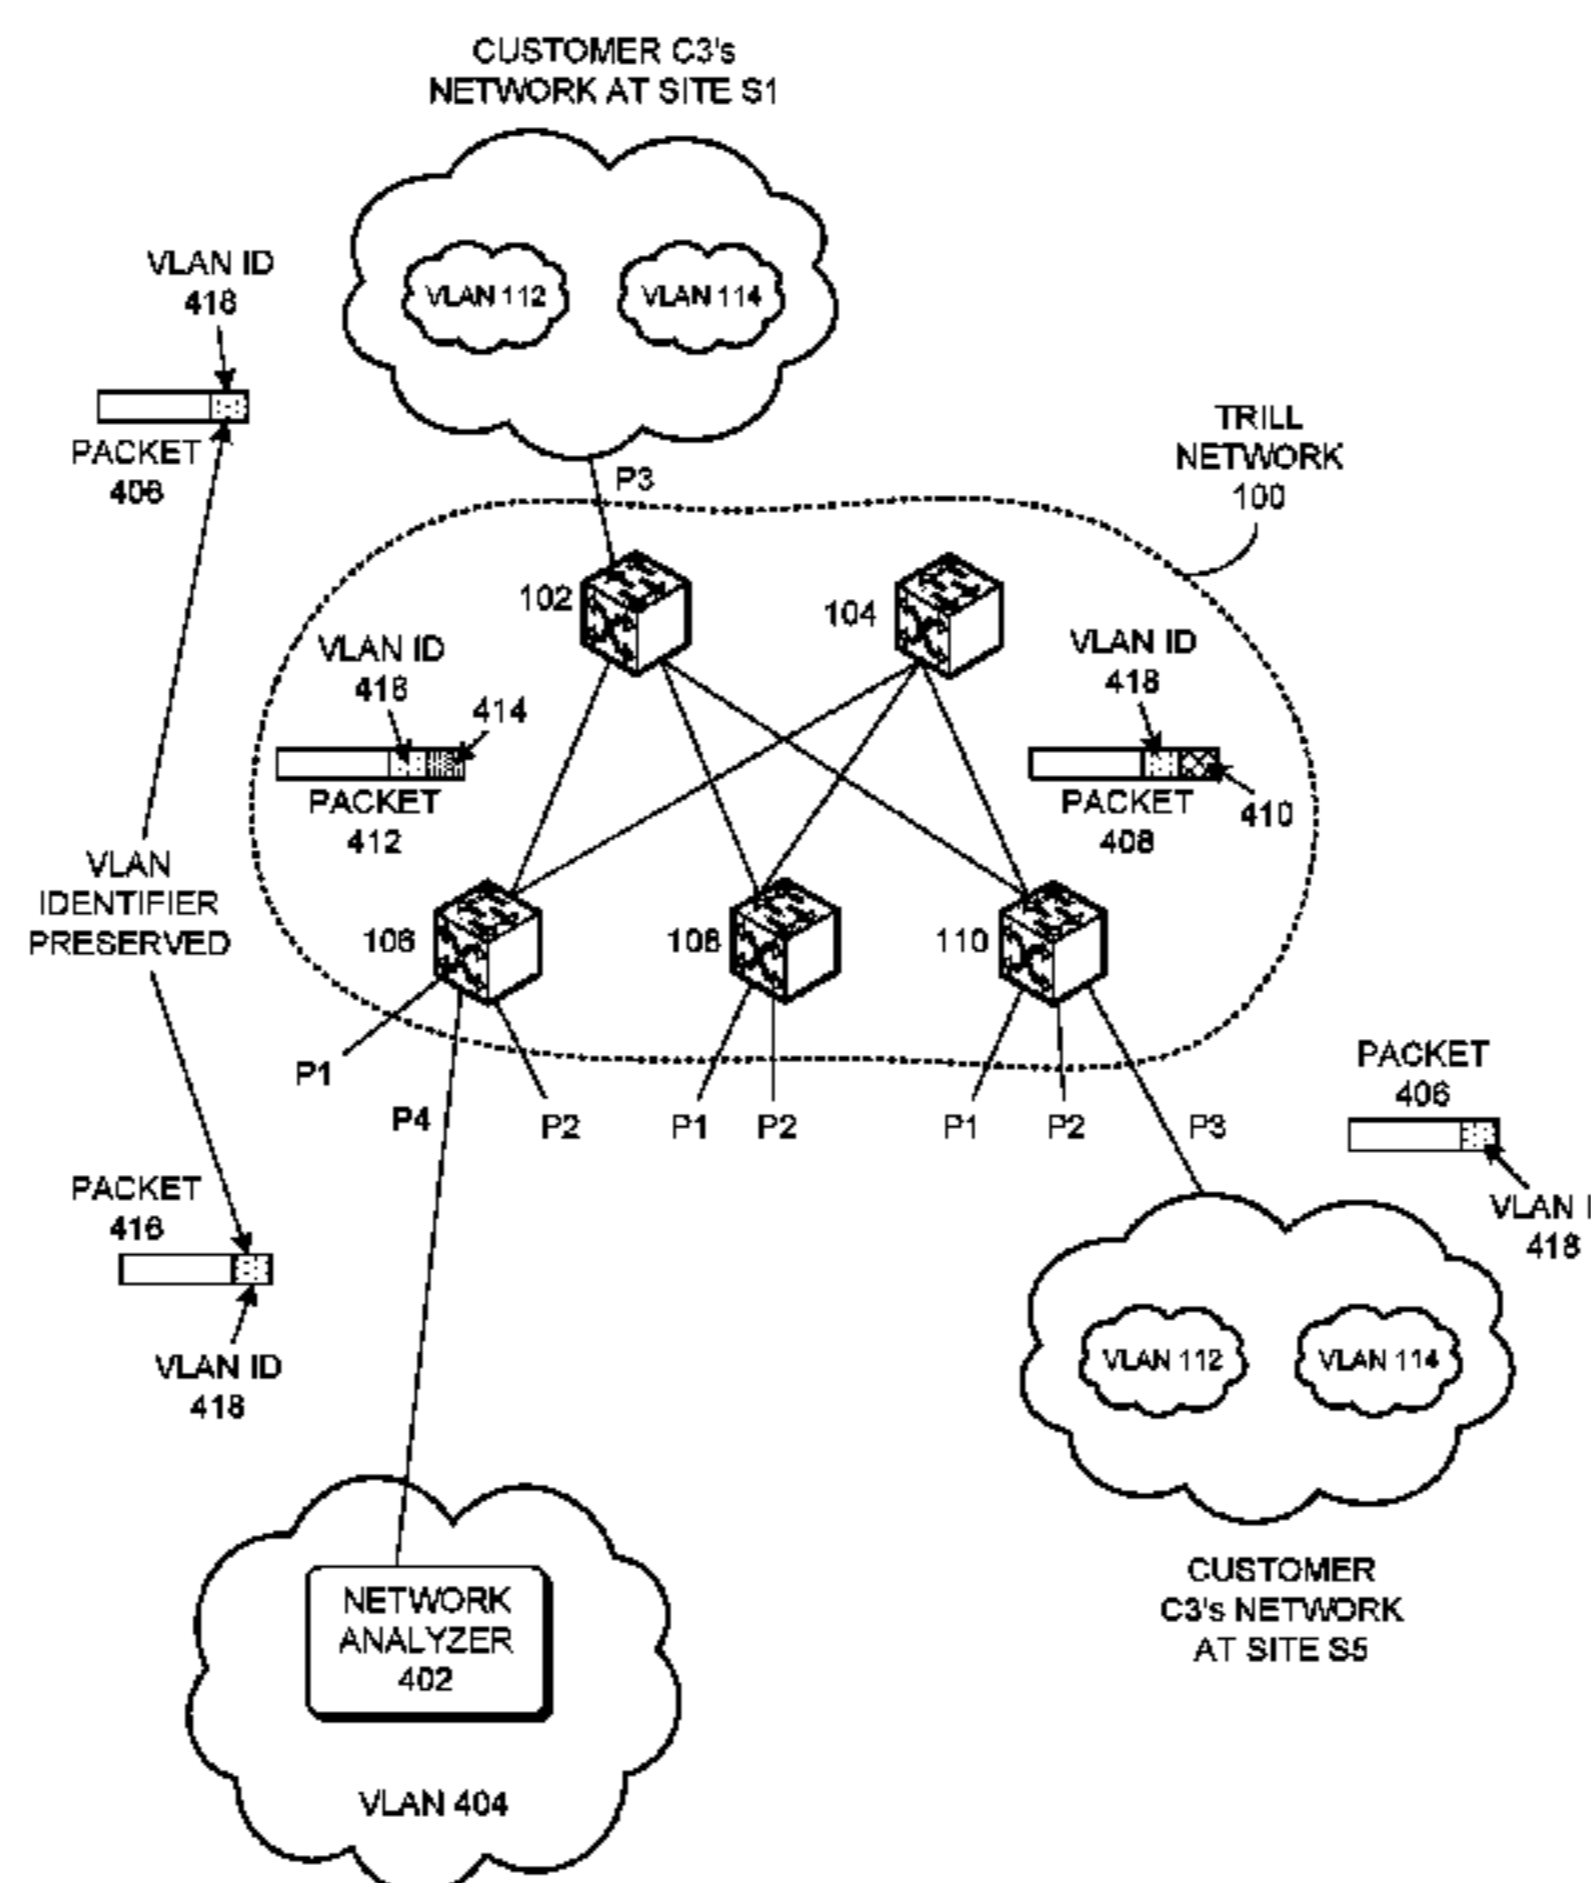 CUSTOMER C3's
NETWORK AT SITE S1
VLAN ID
418
VLAN 112
VLAN 114
PACKET
406
P3
TRILL
NETWORK
100
102
104
VLAN ID
418
414
VLAN ID
418
PACKET
412
PACKET
408
410
VLAN
IDENTIFIER
PRESERVED
106
108
110
P1
P4
P2
P1
P2
P1
P2
P3
PACKET
406
VLAN
418
PACKET
416
VLAN ID
418
VLAN 112
VLAN 114
NETWORK
ANALYZER
402
VLAN 404
CUSTOMER
C3's NETWORK
AT SITE S5